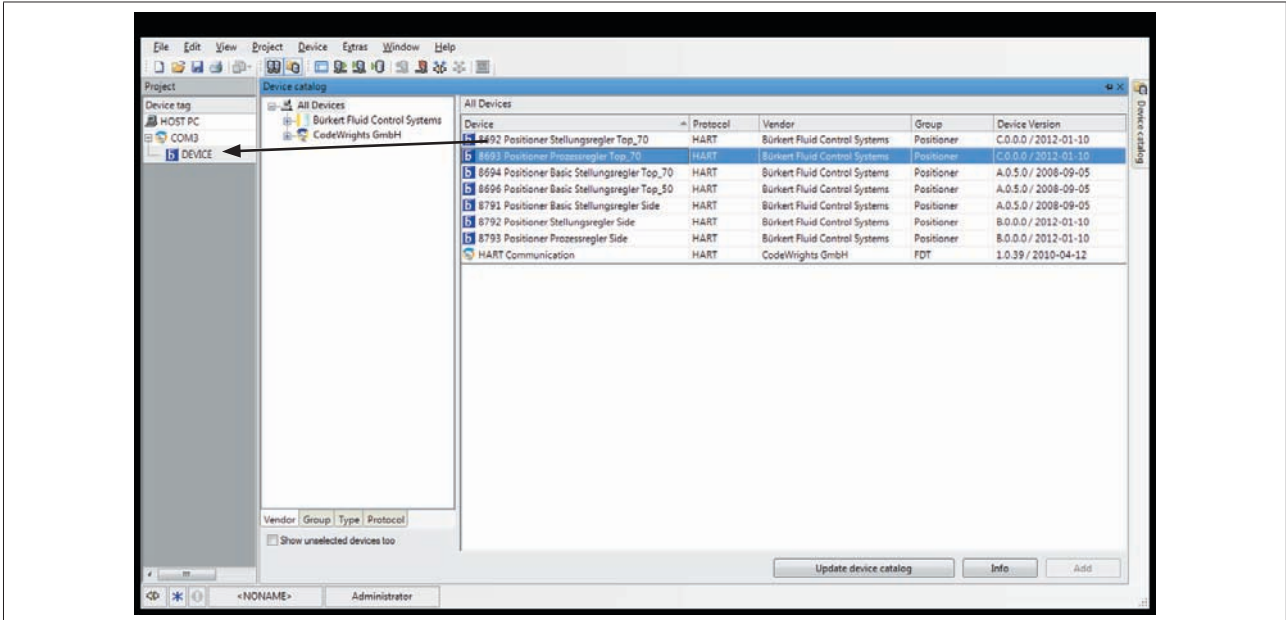 File Edit View Project Device Extras Window Help
Project
Device catalog
Device tag
HOST PC
COM3
DEVICE
All Devices
Bürkert Fluid Control Systems
CodeWrights GmbH
All Devices
Device Protocol Vendor Group Device Version
8692 Positioner Stellungsregler Top_70 HART Bürkert Fluid Control Systems Positioner C.0.0.0 / 2012-01-10
8693 Positioner Prozessregler Top_70 HART Bürkert Fluid Control Systems Positioner C.0.0.0 / 2012-01-10
8694 Positioner Basic Stellungsregler Top_70 HART Bürkert Fluid Control Systems Positioner A.0.5.0 / 2008-09-05
8696 Positioner Basic Stellungsregler Top_50 HART Bürkert Fluid Control Systems Positioner A.0.5.0 / 2008-09-05
8791 Positioner Basic Stellungsregler Side HART Bürkert Fluid Control Systems Positioner A.0.5.0 / 2008-09-05
8792 Positioner Stellungsregler Side HART Bürkert Fluid Control Systems Positioner B.0.0.0 / 2012-01-10
8793 Positioner Prozessregler Side HART Bürkert Fluid Control Systems Positioner B.0.0.0 / 2012-01-10
HART Communication HART CodeWrights GmbH FDT 1.0.39 / 2010-04-12
Device catalog
Vendor Group Type Protocol
Show unselected devices too
Update device catalog Info Add
<NONAME> Administrator